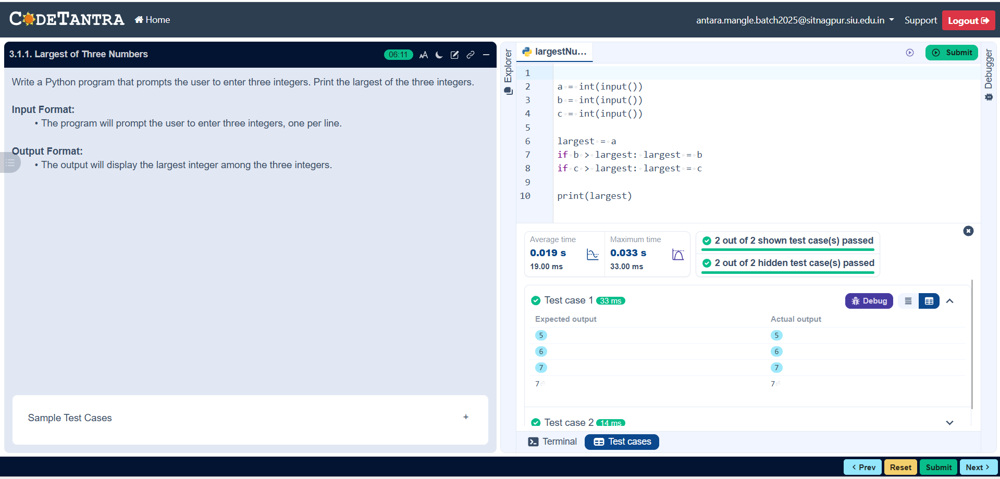 CODETANTRA Home antara.mangle.batch2025@sitnagpur.siu.edu.in Support Logout
3.1.1. Largest of Three Numbers 06:11 AA
Write a Python program that prompts the user to enter three integers. Print the largest of the three integers.
Input Format:
• The program will prompt the user to enter three integers, one per line.
Output Format:
• The output will display the largest integer among the three integers.
Sample Test Cases +
Explorer
largestNu... Submit
1
2 a = int(input())
3 b = int(input())
4 c = int(input())
5
6 largest = a
7 if b > largest: largest = b
8 if c > largest: largest = c
9
10 print(largest)
Debugger
Average time
0.019 s
19.00 ms
Maximum time
0.033 s
33.00 ms
2 out of 2 shown test case(s) passed
2 out of 2 hidden test case(s) passed
Test case 1 33 ms Debug
Expected output Actual output
5 5
6 6
7 7
7 7
Test case 2 14 ms
Terminal Test cases
< Prev Reset Submit Next >